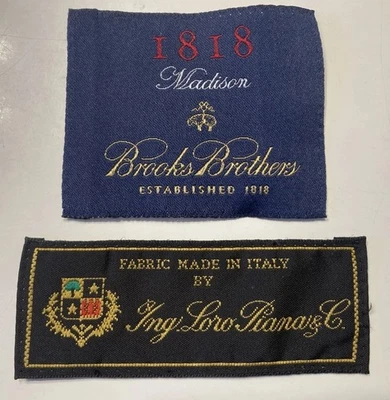 1818
Madison
Brooks Brothers
ESTABLISHED 1818
FABRIC MADE IN ITALY
BY
Ing. Loro Piana & C.